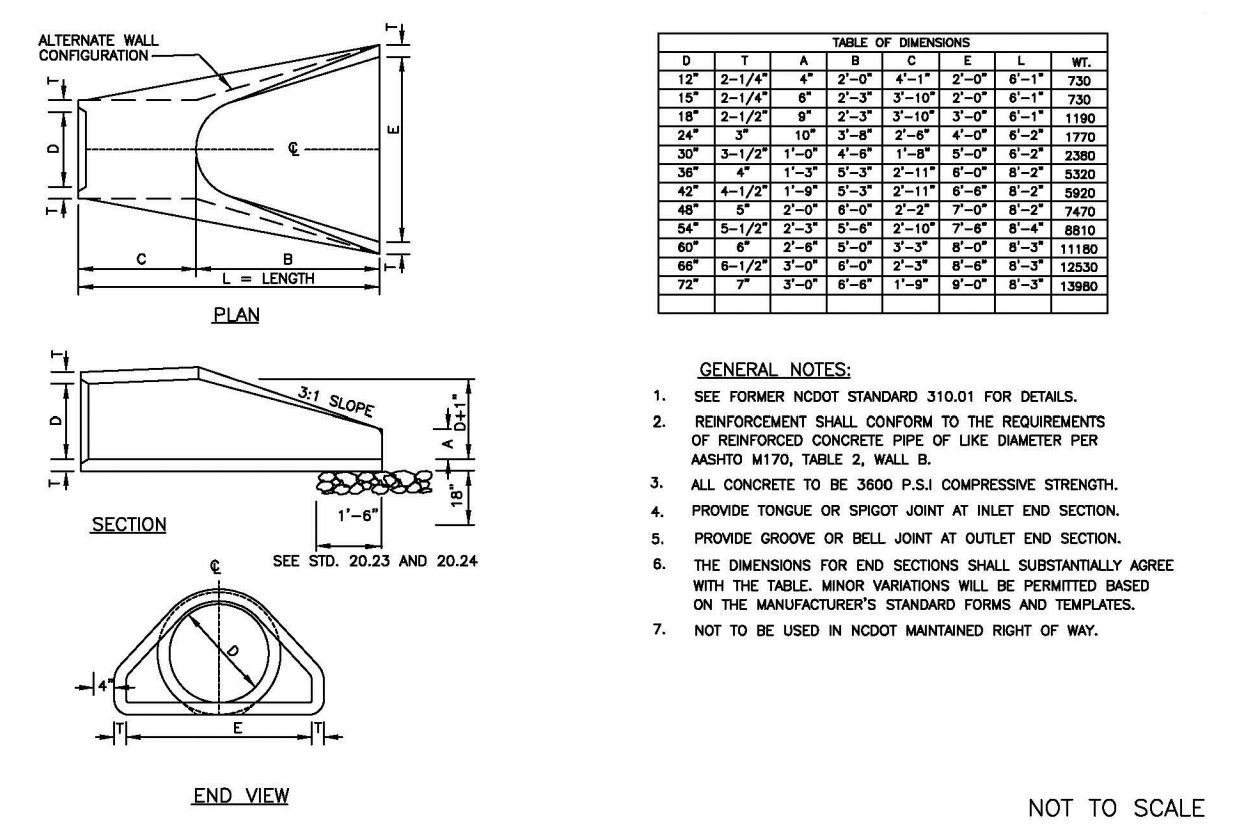 ALTERNATE WALL
CONFIGURATION
T
T
D
T
℄
E
T
C
B
L = LENGTH
PLAN
T
D
T
3:1 SLOPE
A
D+1"
18"
1'-6"
SECTION
SEE STD. 20.23 AND 20.24
℄
D
4"
T
E
T
END VIEW
TABLE OF DIMENSIONS
D T A B C E L WT.
12" 2-1/4" 4" 2'-0" 4'-1" 2'-0" 6'-1" 730
15" 2-1/4" 6" 2'-3" 3'-10" 2'-0" 6'-1" 730
18" 2-1/2" 9" 2'-3" 3'-10" 3'-0" 6'-1" 1190
24" 3" 10" 3'-8" 2'-6" 4'-0" 6'-2" 1770
30" 3-1/2" 1'-0" 4'-6" 1'-8" 5'-0" 6'-2" 2380
36" 4" 1'-3" 5'-3" 2'-11" 6'-0" 8'-2" 5320
42" 4-1/2" 1'-9" 5'-3" 2'-11" 6'-6" 8'-2" 5920
48" 5" 2'-0" 6'-0" 2'-2" 7'-0" 8'-2" 7470
54" 5-1/2" 2'-3" 5'-6" 2'-10" 7'-6" 8'-4" 8810
60" 6" 2'-6" 5'-0" 3'-3" 8'-0" 8'-3" 11180
66" 6-1/2" 3'-0" 6'-0" 2'-3" 8'-6" 8'-3" 12530
72" 7" 3'-0" 6'-6" 1'-9" 9'-0" 8'-3" 13980
GENERAL NOTES:
1. SEE FORMER NCDOT STANDARD 310.01 FOR DETAILS.
2. REINFORCEMENT SHALL CONFORM TO THE REQUIREMENTS
OF REINFORCED CONCRETE PIPE OF LIKE DIAMETER PER
AASHTO M170, TABLE 2, WALL B.
3. ALL CONCRETE TO BE 3600 P.S.I COMPRESSIVE STRENGTH.
4. PROVIDE TONGUE OR SPIGOT JOINT AT INLET END SECTION.
5. PROVIDE GROOVE OR BELL JOINT AT OUTLET END SECTION.
6. THE DIMENSIONS FOR END SECTIONS SHALL SUBSTANTIALLY AGREE
WITH THE TABLE. MINOR VARIATIONS WILL BE PERMITTED BASED
ON THE MANUFACTURER'S STANDARD FORMS AND TEMPLATES.
7. NOT TO BE USED IN NCDOT MAINTAINED RIGHT OF WAY.
NOT TO SCALE